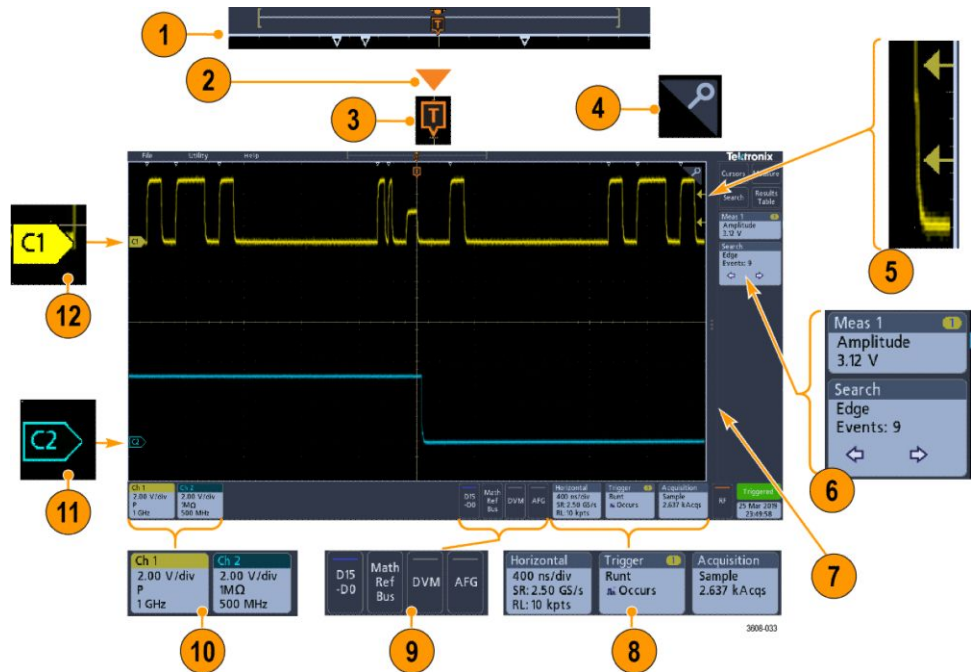 1
T
2
3
T
4
5
File Utility Help
Tektronix
Cursors Measure
Search Results Table
C1
Meas 1 1
Amplitude
3.12 V
Search
Edge
Events: 9
C1
12
Meas 1 1
Amplitude
3.12 V
Search
Edge
Events: 9
6
C2
11
C2
7
Ch 1
2.00 V/div
P
1 GHz
Ch 2
2.00 V/div
1MΩ
500 MHz
D15
-D0
Math
Ref
Bus
DVM
AFG
Horizontal
400 ns/div
SR: 2.50 GS/s
RL: 10 kpts
Trigger 1
Runt
Occurs
Acquisition
Sample
2.637 kAcqs
RF
Triggered
25 Mar 2019
23:49:58
Ch 1
2.00 V/div
P
1 GHz
Ch 2
2.00 V/div
1MΩ
500 MHz
10
D15
-D0
Math
Ref
Bus
DVM
AFG
9
Horizontal
400 ns/div
SR: 2.50 GS/s
RL: 10 kpts
Trigger 1
Runt
Occurs
Acquisition
Sample
2.637 kAcqs
8
3608-033